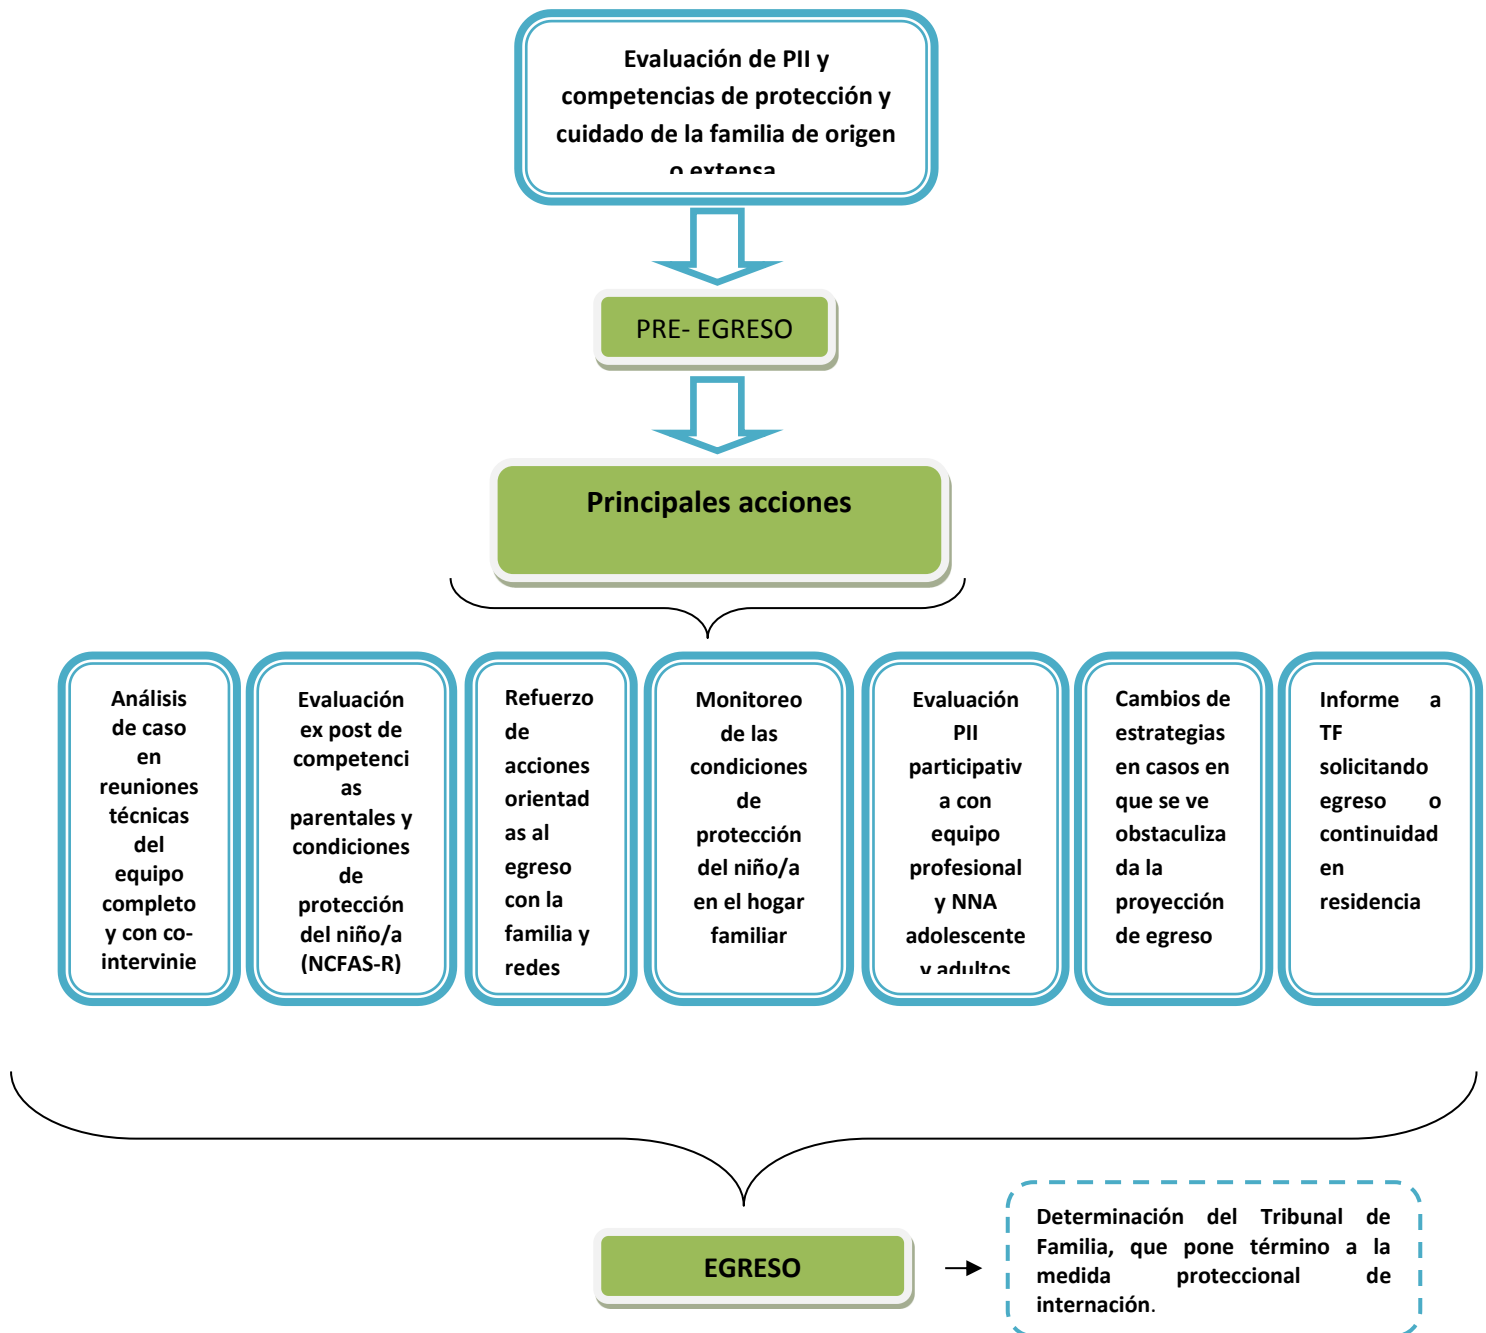 Evaluación de PII y
competencias de protección y
cuidado de la familia de origen
o extensa
PRE- EGRESO
Principales acciones
Análisis
de caso
en
reuniones
técnicas
del
equipo
completo
y con co-
intervinie
Evaluación
ex post de
competenci
as
parentales y
condiciones
de
protección
del niño/a
(NCFAS-R)
Refuerzo
de
acciones
orientad
as al
egreso
con la
familia y
redes
Monitoreo
de las
condiciones
de
protección
del niño/a
en el hogar
familiar
Evaluación
PII
participativ
a con
equipo
profesional
y NNA
adolescente
y adultos
Cambios de
estrategias
en casos en
que se ve
obstaculiza
da la
proyección
de egreso
Informe a
TF
solicitando
egreso o
continuidad
en
residencia
EGRESO
Determinación del Tribunal de
Familia, que pone término a la
medida proteccional de
internación.